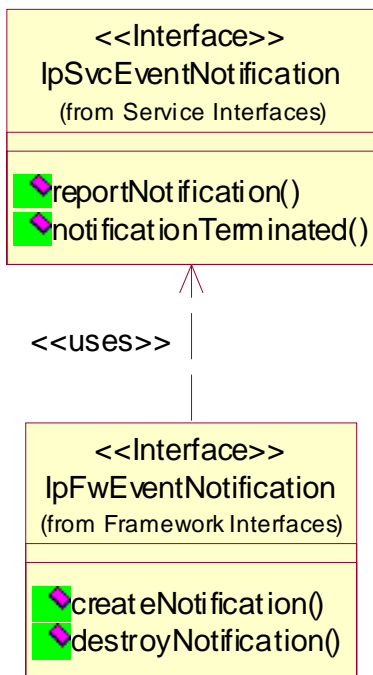 <<Interface>>
IpSvcEventNotification
(from Service Interfaces)
reportNotification()
notificationTerminated()
<<uses>>
<<Interface>>
IpFwEventNotification
(from Framework Interfaces)
createNotification()
destroyNotification()